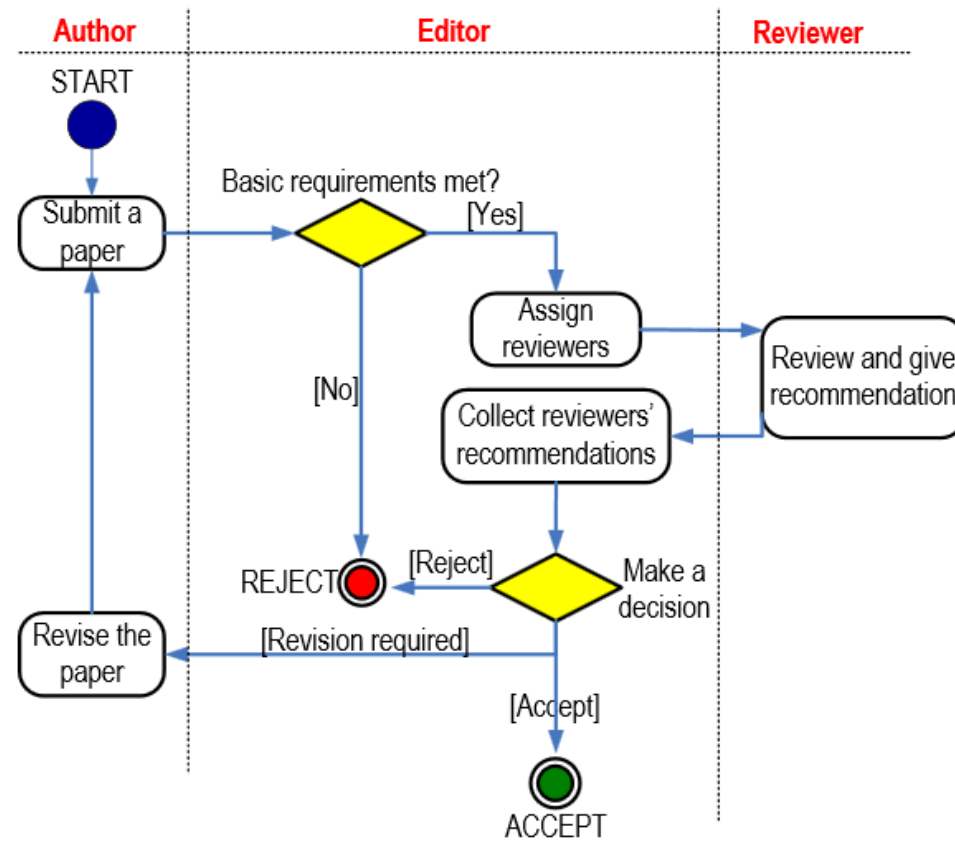 Author
Editor
Reviewer
START
Basic requirements met?
[Yes]
Submit a
paper
Assign
reviewers
Review and give
recommendation
[No]
Collect reviewers’
recommendations
[Reject]
REJECT
Make a
decision
Revise the
paper
[Revision required]
[Accept]
ACCEPT